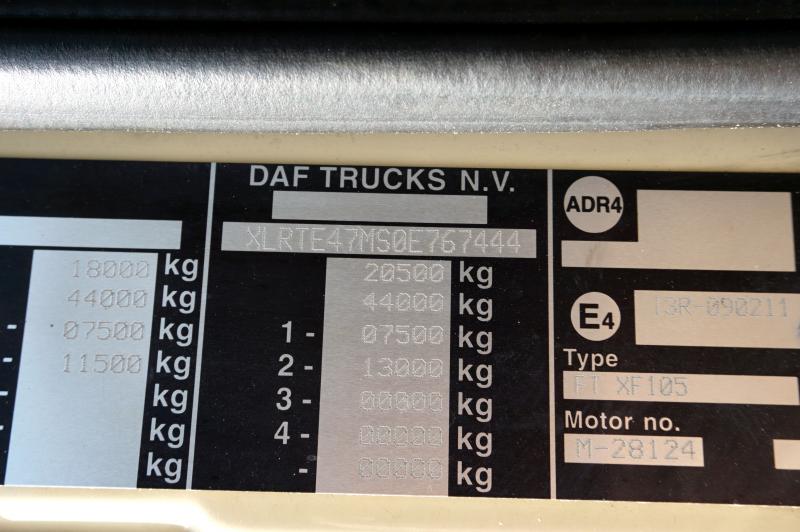 DAF TRUCKS N.V.
XLRTE47MS0E767444
18000 kg
44000 kg
- 07500 kg
- 11500 kg
- kg
- kg
kg
20500 kg
44000 kg
1 - 07500 kg
2 - 13000 kg
3 - 00000 kg
4 - 00000 kg
- 00000 kg
ADR4
E4
13R-090211
Type
FT XF105
Motor no.
M-28124